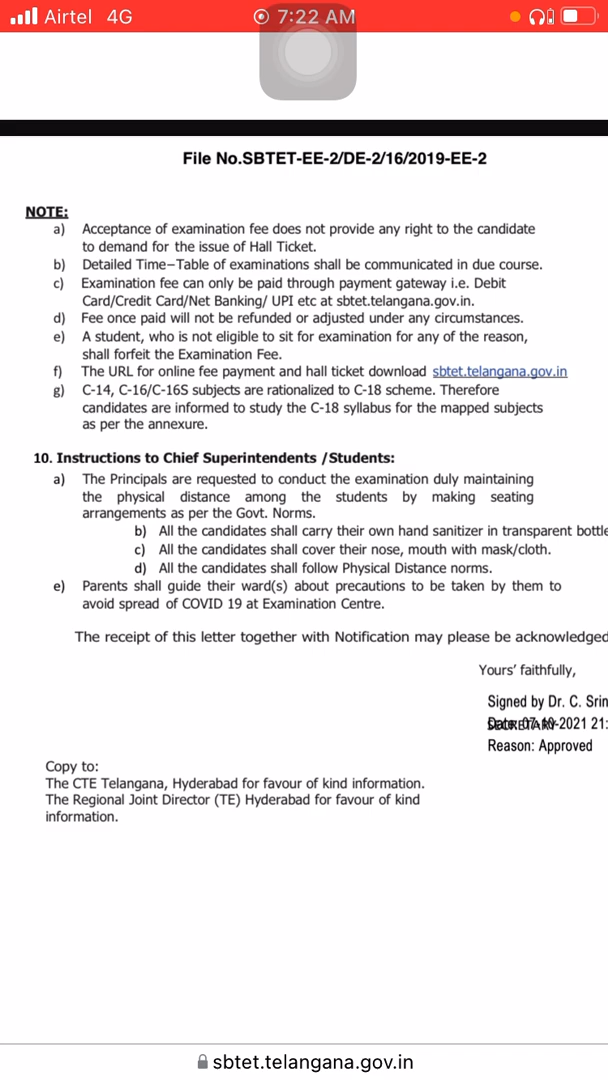 Airtel 4G
7:22 AM
File No.SBTET-EE-2/DE-2/16/2019-EE-2
NOTE:
a) Acceptance of examination fee does not provide any right to the candidate
to demand for the issue of Hall Ticket.
b) Detailed Time–Table of examinations shall be communicated in due course.
c) Examination fee can only be paid through payment gateway i.e. Debit
Card/Credit Card/Net Banking/ UPI etc at sbtet.telangana.gov.in.
d) Fee once paid will not be refunded or adjusted under any circumstances.
e) A student, who is not eligible to sit for examination for any of the reason,
shall forfeit the Examination Fee.
f) The URL for online fee payment and hall ticket download sbtet.telangana.gov.in
g) C-14, C-16/C-16S subjects are rationalized to C-18 scheme. Therefore
candidates are informed to study the C-18 syllabus for the mapped subjects
as per the annexure.
10. Instructions to Chief Superintendents /Students:
a) The Principals are requested to conduct the examination duly maintaining
the physical distance among the students by making seating
arrangements as per the Govt. Norms.
b) All the candidates shall carry their own hand sanitizer in transparent bottle
c) All the candidates shall cover their nose, mouth with mask/cloth.
d) All the candidates shall follow Physical Distance norms.
e) Parents shall guide their ward(s) about precautions to be taken by them to
avoid spread of COVID 19 at Examination Centre.
The receipt of this letter together with Notification may please be acknowledged
Yours' faithfully,
Signed by Dr. C. Srin
SECRETARY
Date: 07-10-2021 21:
Reason: Approved
Copy to:
The CTE Telangana, Hyderabad for favour of kind information.
The Regional Joint Director (TE) Hyderabad for favour of kind
information.
sbtet.telangana.gov.in